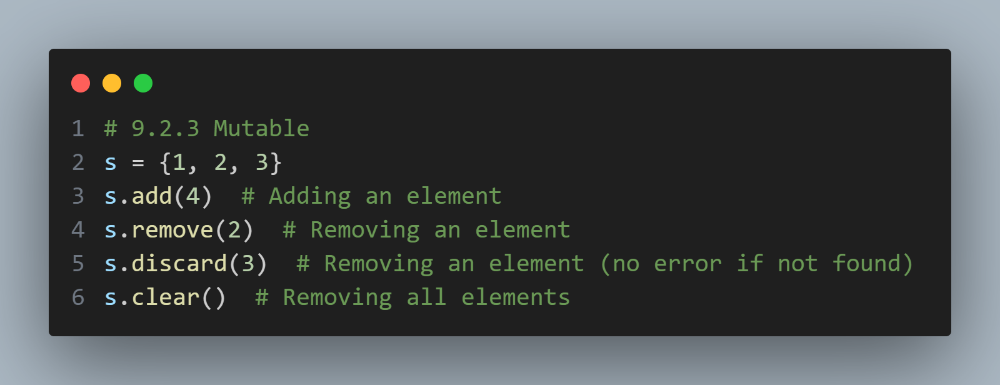 1 # 9.2.3 Mutable
2 s = {1, 2, 3}
3 s.add(4)  # Adding an element
4 s.remove(2)  # Removing an element
5 s.discard(3)  # Removing an element (no error if not found)
6 s.clear()  # Removing all elements